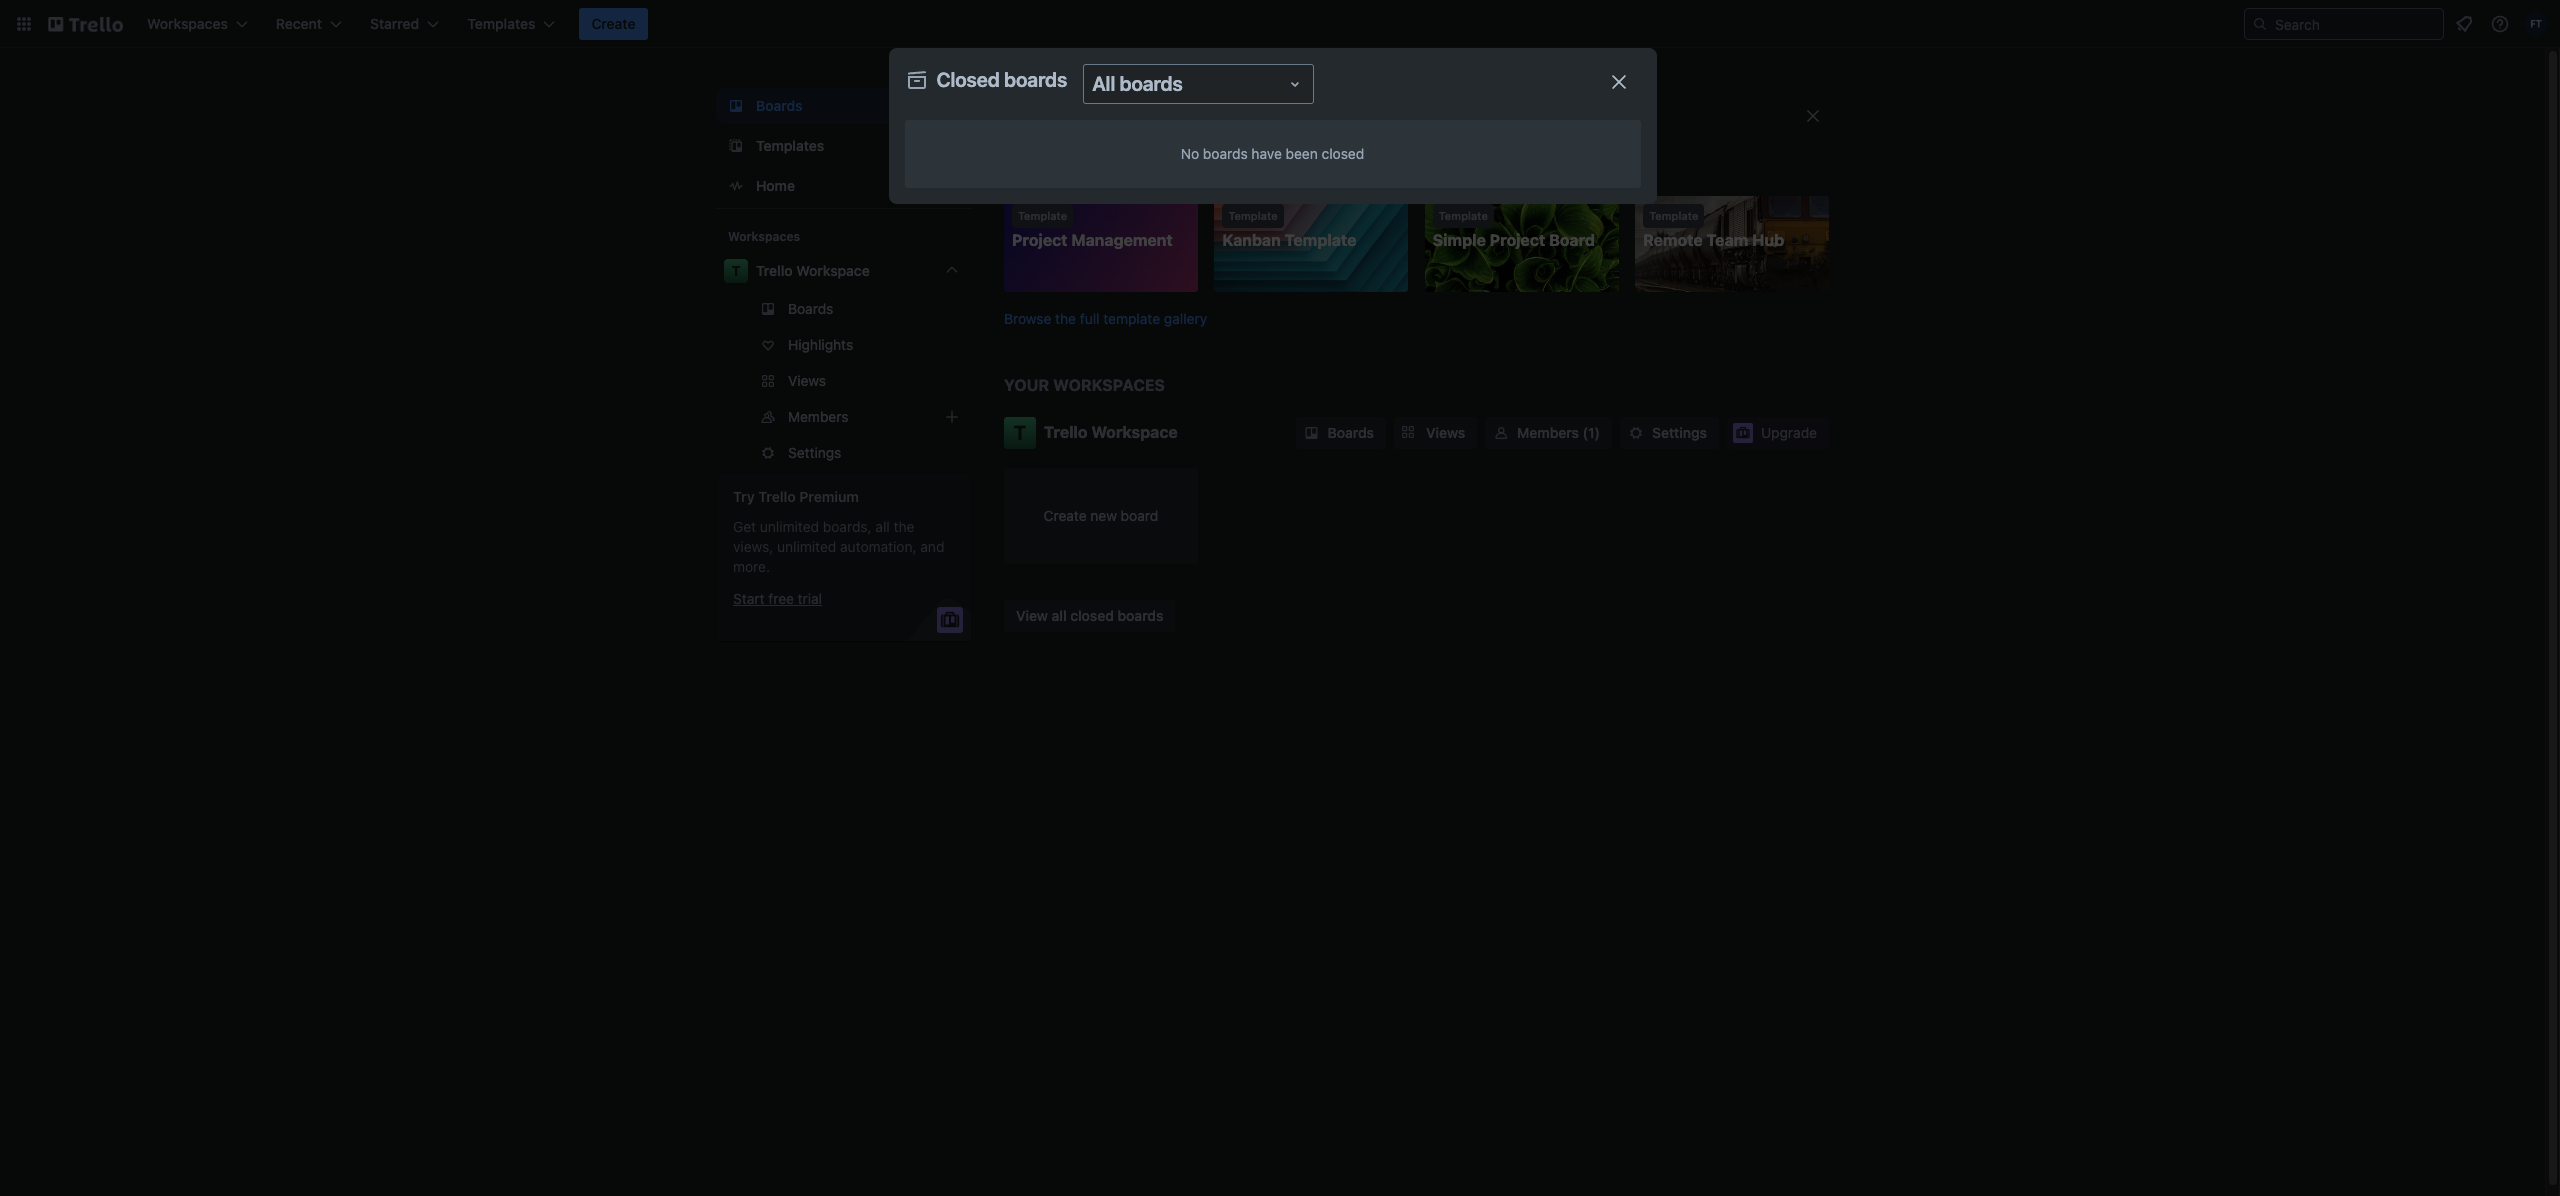 Trello
Workspaces
Recent
Starred
Templates
Create
Search
FT
Closed boards
All boards
No boards have been closed
Boards
Templates
Home
Workspaces
T
Trello Workspace
Boards
Highlights
Views
Members
Settings
Try Trello Premium
Get unlimited boards, all the
views, unlimited automation, and
more.
Start free trial
Template
Project Management
Template
Kanban Template
Template
Simple Project Board
Template
Remote Team Hub
Browse the full template gallery
YOUR WORKSPACES
T
Trello Workspace
Boards
Views
Members (1)
Settings
Upgrade
Create new board
View all closed boards